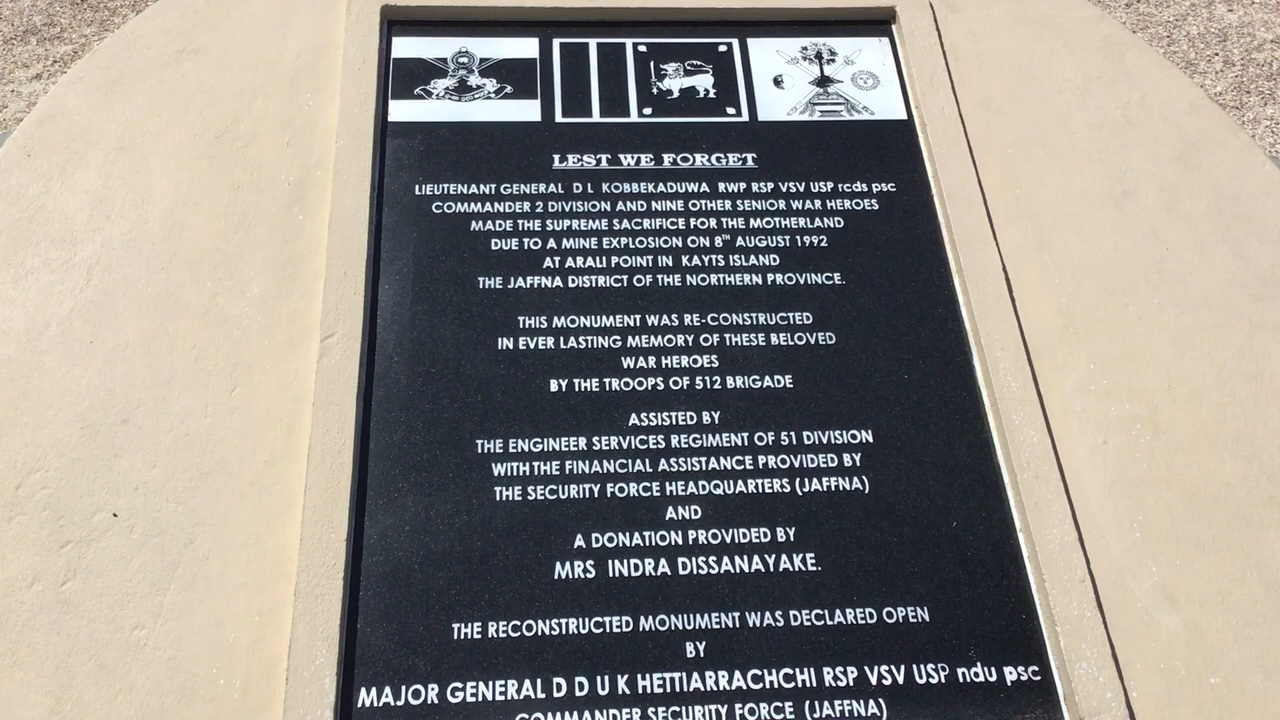 LEST WE FORGET
LIEUTENANT GENERAL D L KOBBEKADUWA RWP RSP VSV USP rcds psc
COMMANDER 2 DIVISION AND NINE OTHER SENIOR WAR HEROES
MADE THE SUPREME SACRIFICE FOR THE MOTHERLAND
DUE TO A MINE EXPLOSION ON 8TH AUGUST 1992
AT ARALI POINT IN KAYTS ISLAND
THE JAFFNA DISTRICT OF THE NORTHERN PROVINCE.
THIS MONUMENT WAS RE-CONSTRUCTED
IN EVER LASTING MEMORY OF THESE BELOVED
WAR HEROES
BY THE TROOPS OF 512 BRIGADE
ASSISTED BY
THE ENGINEER SERVICES REGIMENT OF 51 DIVISION
WITH THE FINANCIAL ASSISTANCE PROVIDED BY
THE SECURITY FORCE HEADQUARTERS (JAFFNA)
AND
A DONATION PROVIDED BY
MRS INDRA DISSANAYAKE.
THE RECONSTRUCTED MONUMENT WAS DECLARED OPEN
BY
MAJOR GENERAL D D U K HETTIARRACHCHI RSP VSV USP ndu psc
COMMANDER SECURITY FORCE (JAFFNA)